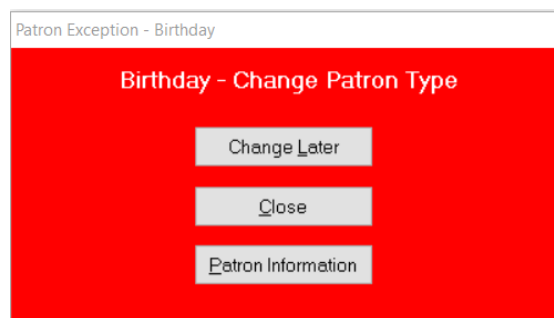 Patron Exception - Birthday
Birthday - Change Patron Type
Change Later
Close
Patron Information